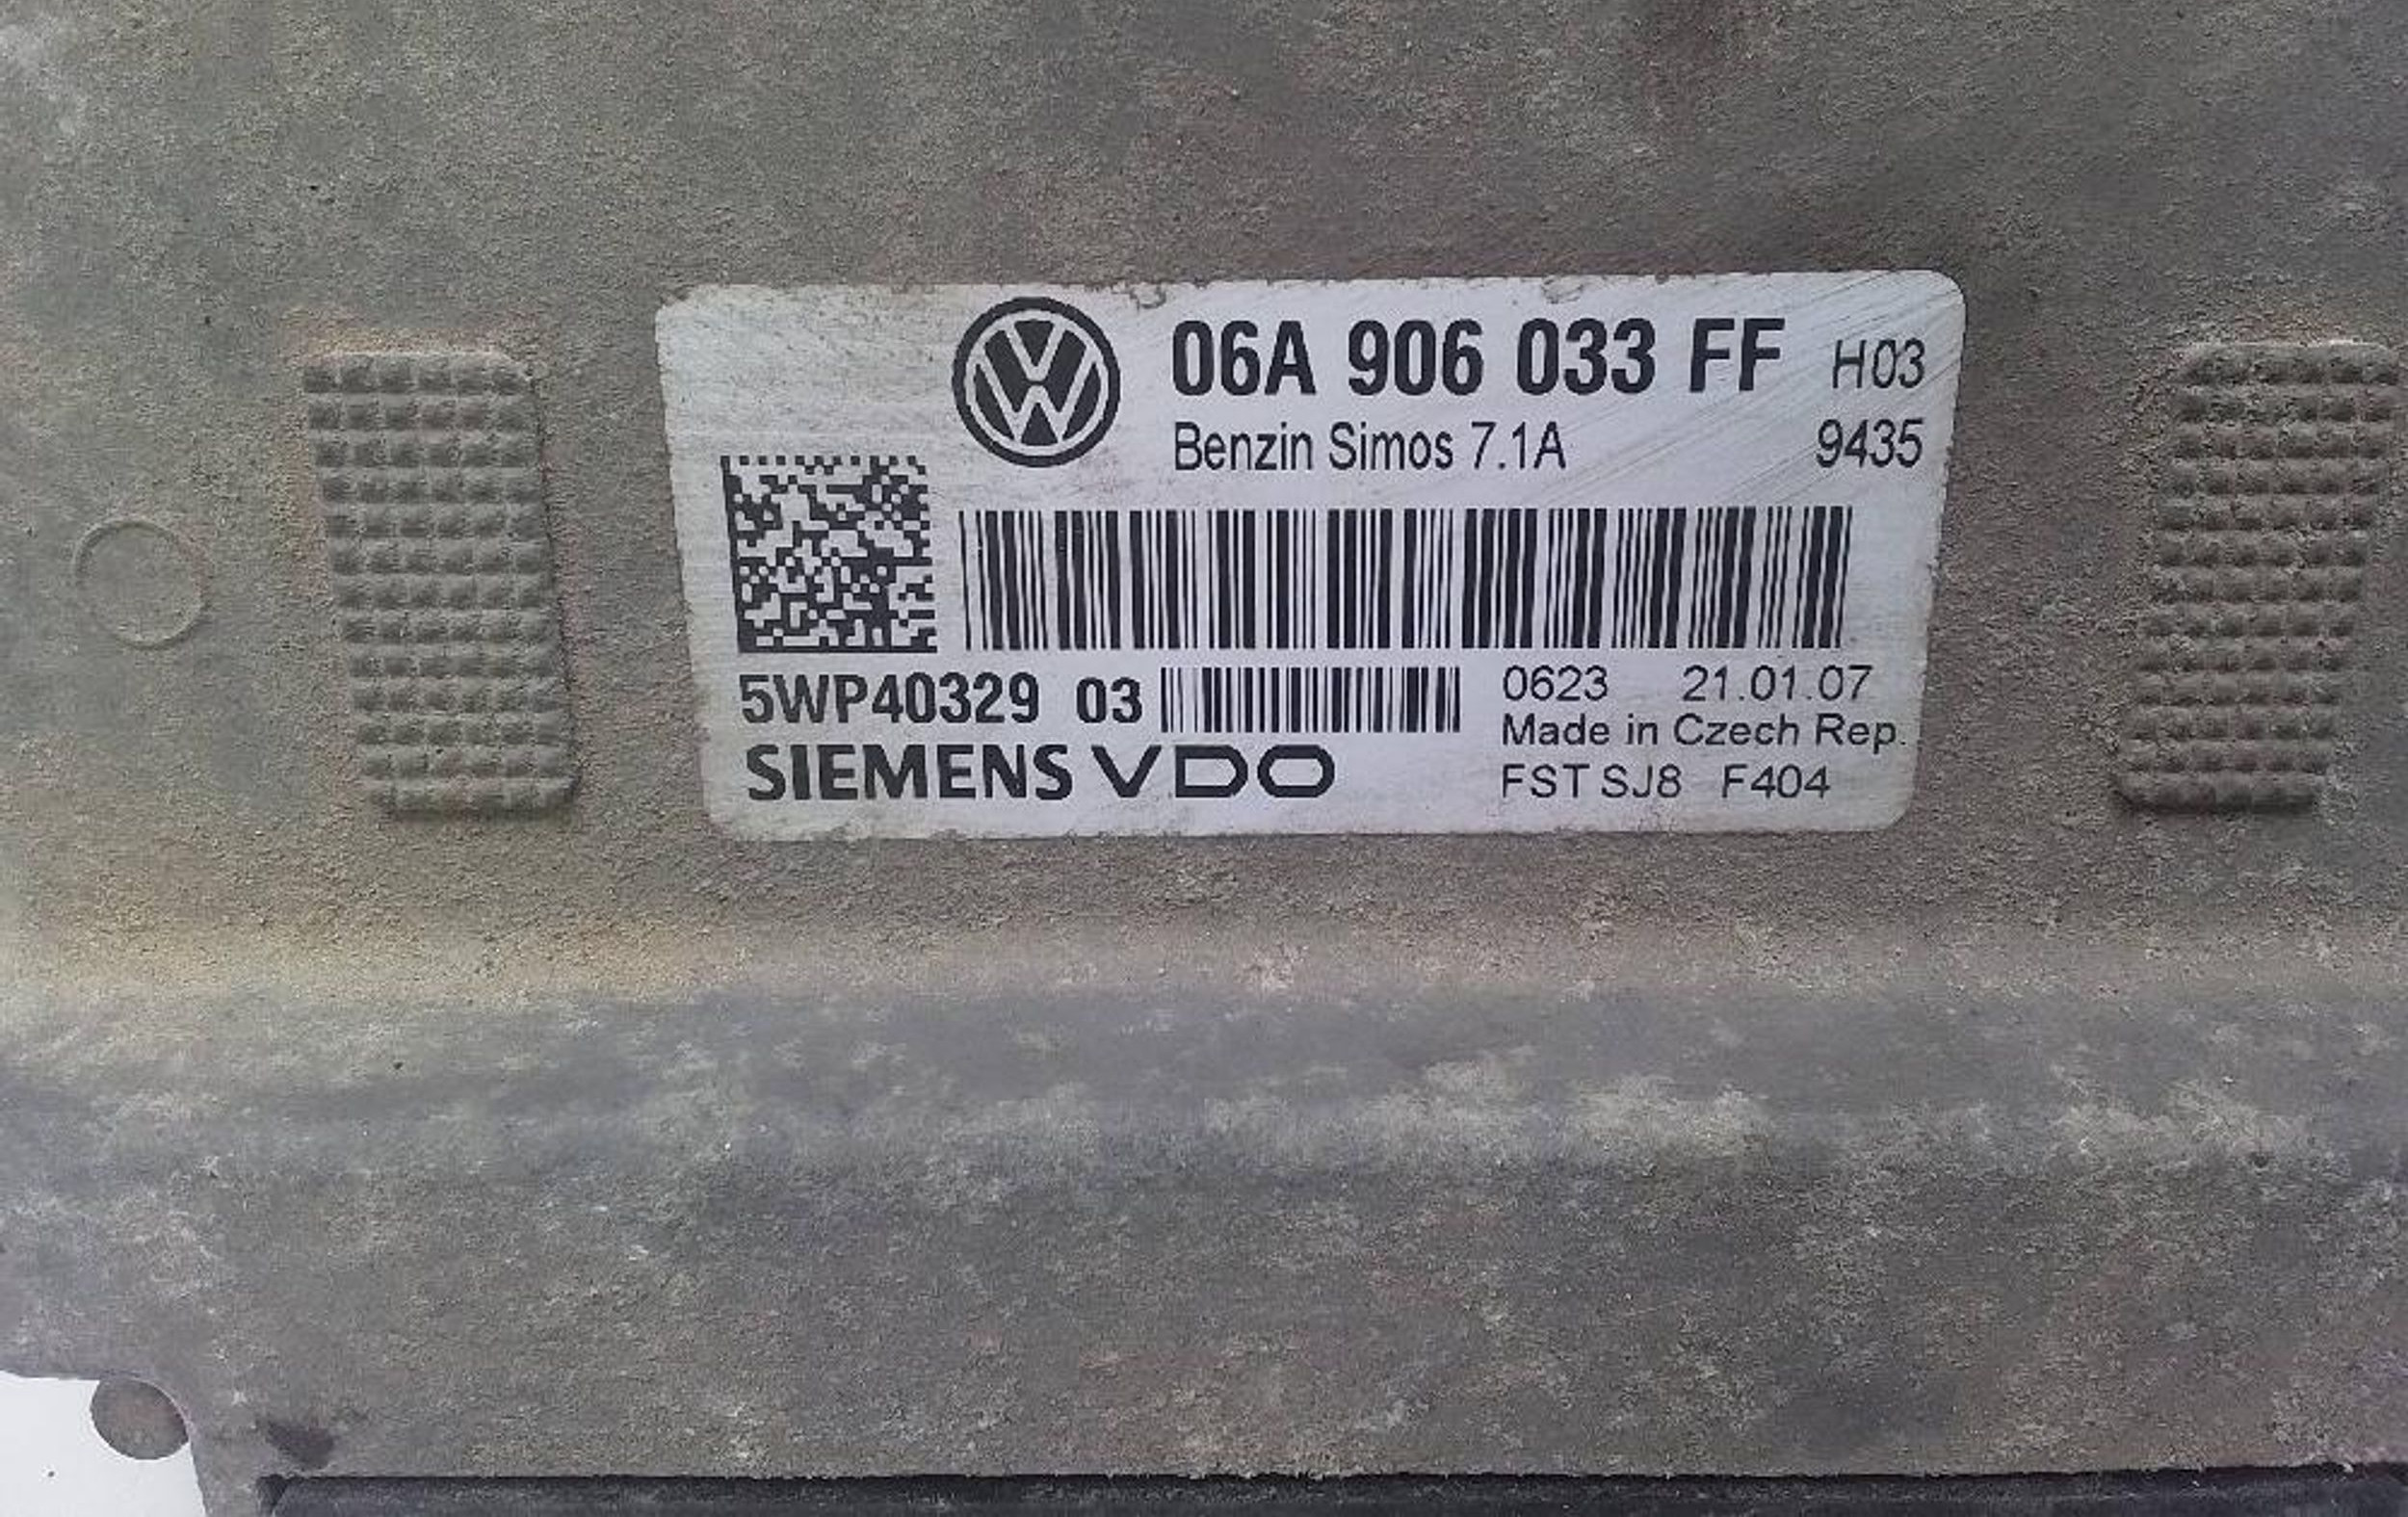 06A 906 033 FF H03
Benzin Simos 7.1A 9435
5WP40329 03 0623 21.01.07
Made in Czech Rep.
SIEMENS VDO FST SJ8 F404